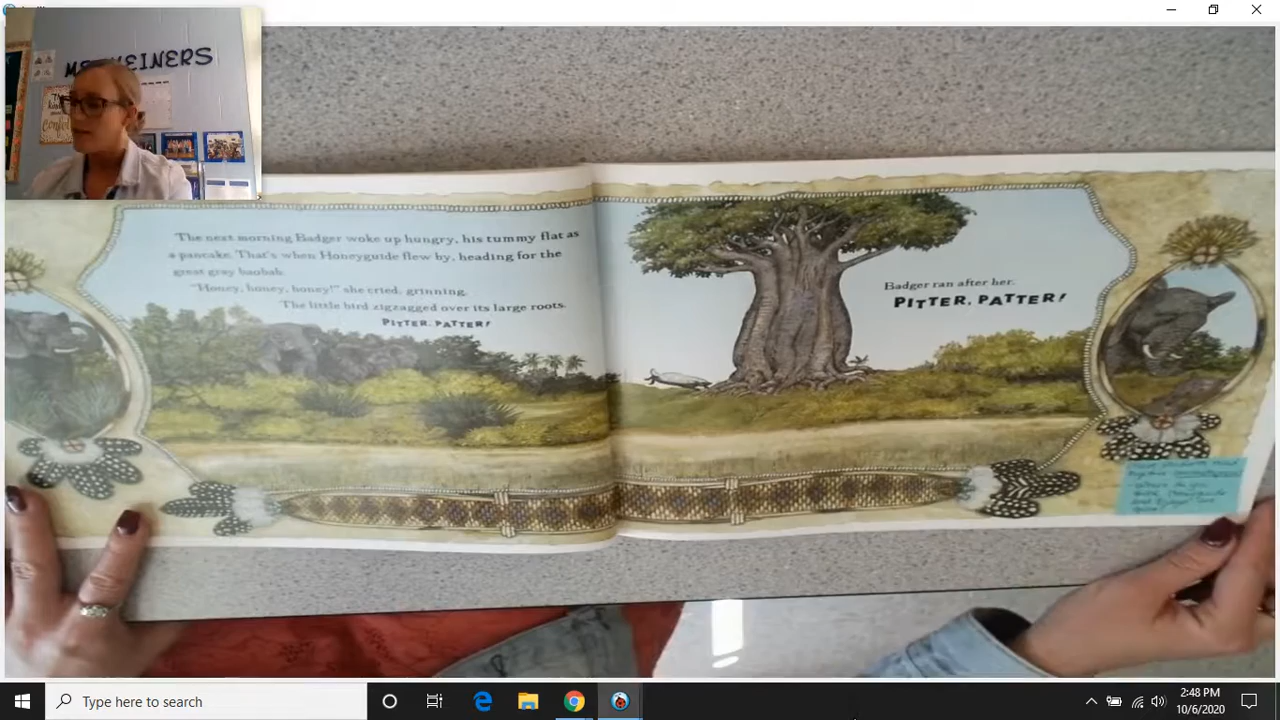 HEINERS
The next morning Badger woke up hungry, his tummy flat as
a pancake. That's when Honeyguide flew by, heading for the
great gray baobab.
"Honey, honey, honey!" she cried, grinning.
The little bird zigzagged over its large roots.
PITTER, PATTER!
Badger ran after her.
PITTER, PATTER!
Type here to search
2:48 PM
10/6/2020